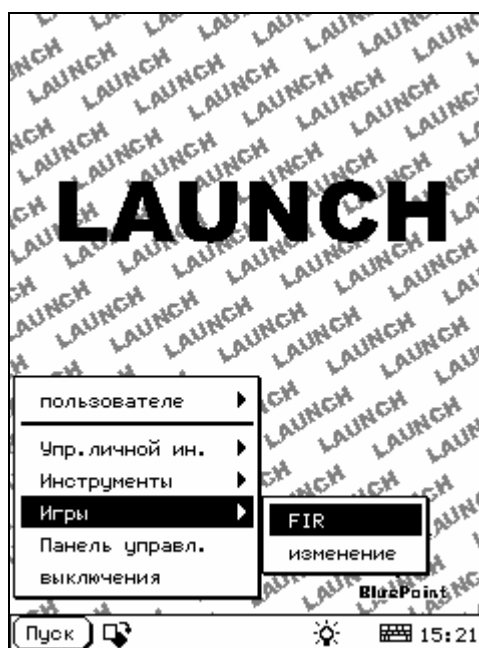 LAUNCH
пользователе
Упр.личной ин.
Инструменты
Игры
FIR
Панель управл.
изменение
выключения
BluePoint
Пуск
15:21